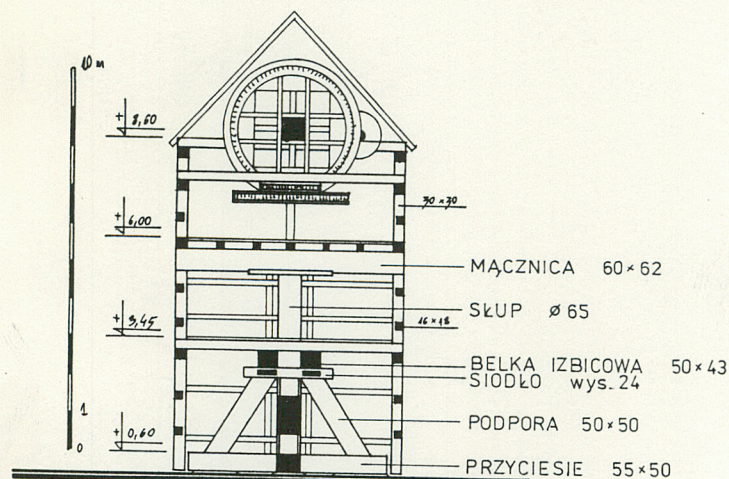 10 м
+ 8,60
30 × 30
+ 6,00
MĄCZNICA 60 × 62
SŁUP Ø 65
+ 3,45
16 × 18
BELKA IZBICOWA 50 × 43
SIODŁO wys. 24
1
PODPORA 50 × 50
+ 0,60
0
PRZYCIESIE 55 × 50